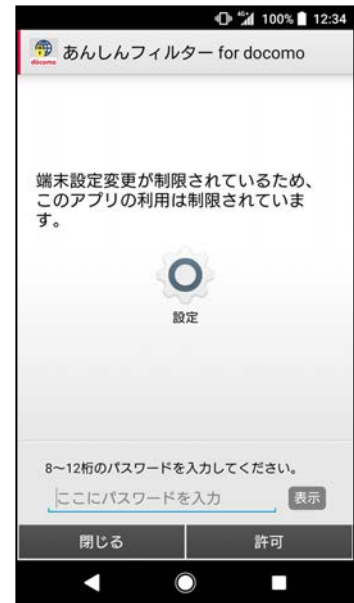 4G 100% 12:34
docomo あんしんフィルター for docomo
端末設定変更が制限されているため、
このアプリの利用は制限されていま
す。
設定
8～12桁のパスワードを入力してください。
ここにパスワードを入力 表示
閉じる 許可